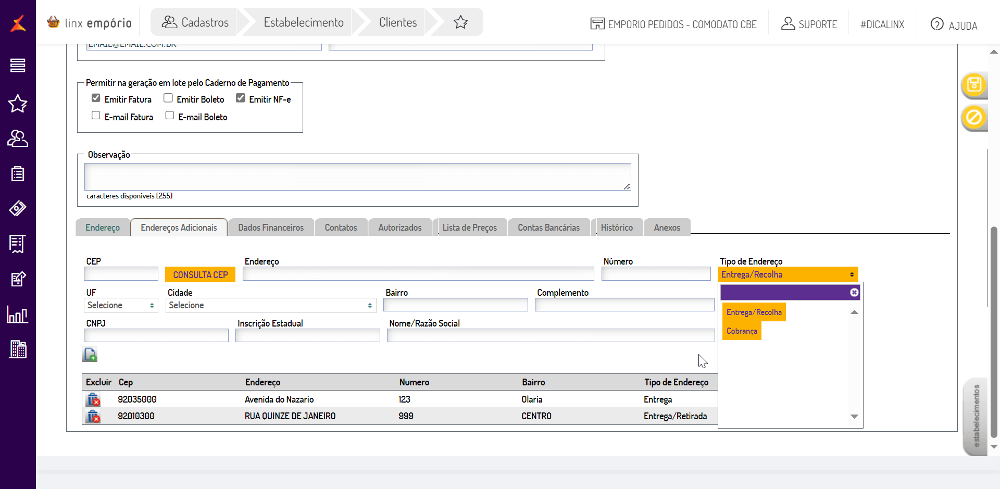 linx empório
Cadastros
Estabelecimento
Clientes
EMPORIO PEDIDOS - COMODATO CBE
SUPORTE
#DICALINX
AJUDA
EMAIL@EMAIL.COM.BR
Permitir na geração em lote pelo Caderno de Pagamento
Emitir Fatura
Emitir Boleto
Emitir NF-e
E-mail Fatura
E-mail Boleto
Observação
caracteres disponíveis [255]
Endereço
Endereços Adicionais
Dados Financeiros
Contatos
Autorizados
Lista de Preços
Contas Bancárias
Histórico
Anexos
CEP
CONSULTA CEP
Endereço
Número
Tipo de Endereço
Entrega/Recolha
UF
Selecione
Cidade
Selecione
Bairro
Complemento
Entrega/Recolha
Cobrança
CNPJ
Inscrição Estadual
Nome/Razão Social
Excluir Cep Endereço Numero Bairro Tipo de Endereço
92035000 Avenida do Nazario 123 Olaria Entrega
92010300 RUA QUINZE DE JANEIRO 999 CENTRO Entrega/Retirada
estabelecimentos